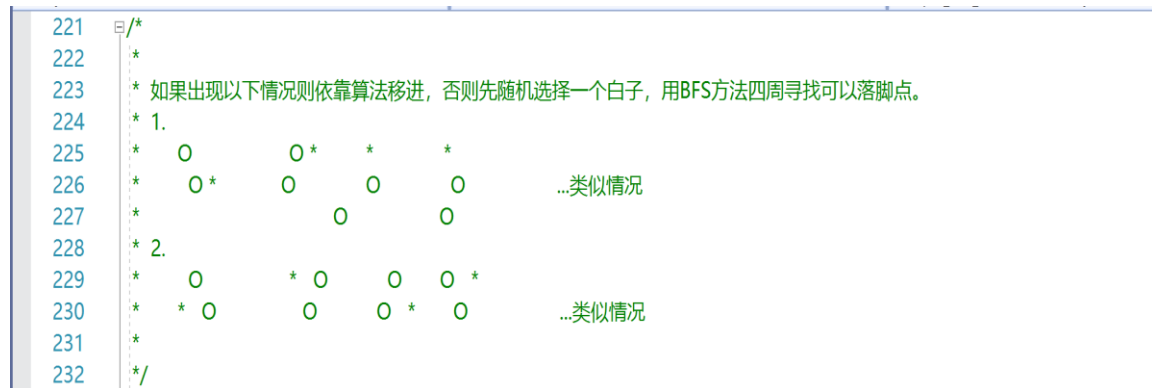 221 /*
222 *
223 * 如果出现以下情况则依靠算法移进，否则先随机选择一个白子，用BFS方法四周寻找可以落脚点。
224 * 1.
225 * O O * * *
226 * O * O O O ...类似情况
227 * O O
228 * 2.
229 * O * O O O *
230 * * O O O * O ...类似情况
231 *
232 */